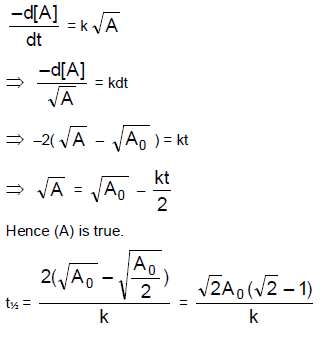 −d[A]/dt = k√A
⇒ −d[A]/√A = kdt
⇒ –2(√A − √A₀) = kt
⇒ √A = √A₀ − kt/2
Hence (A) is true.
t½ = 2(√A₀ − √(A₀/2))/k = √2A₀(√2 − 1)/k